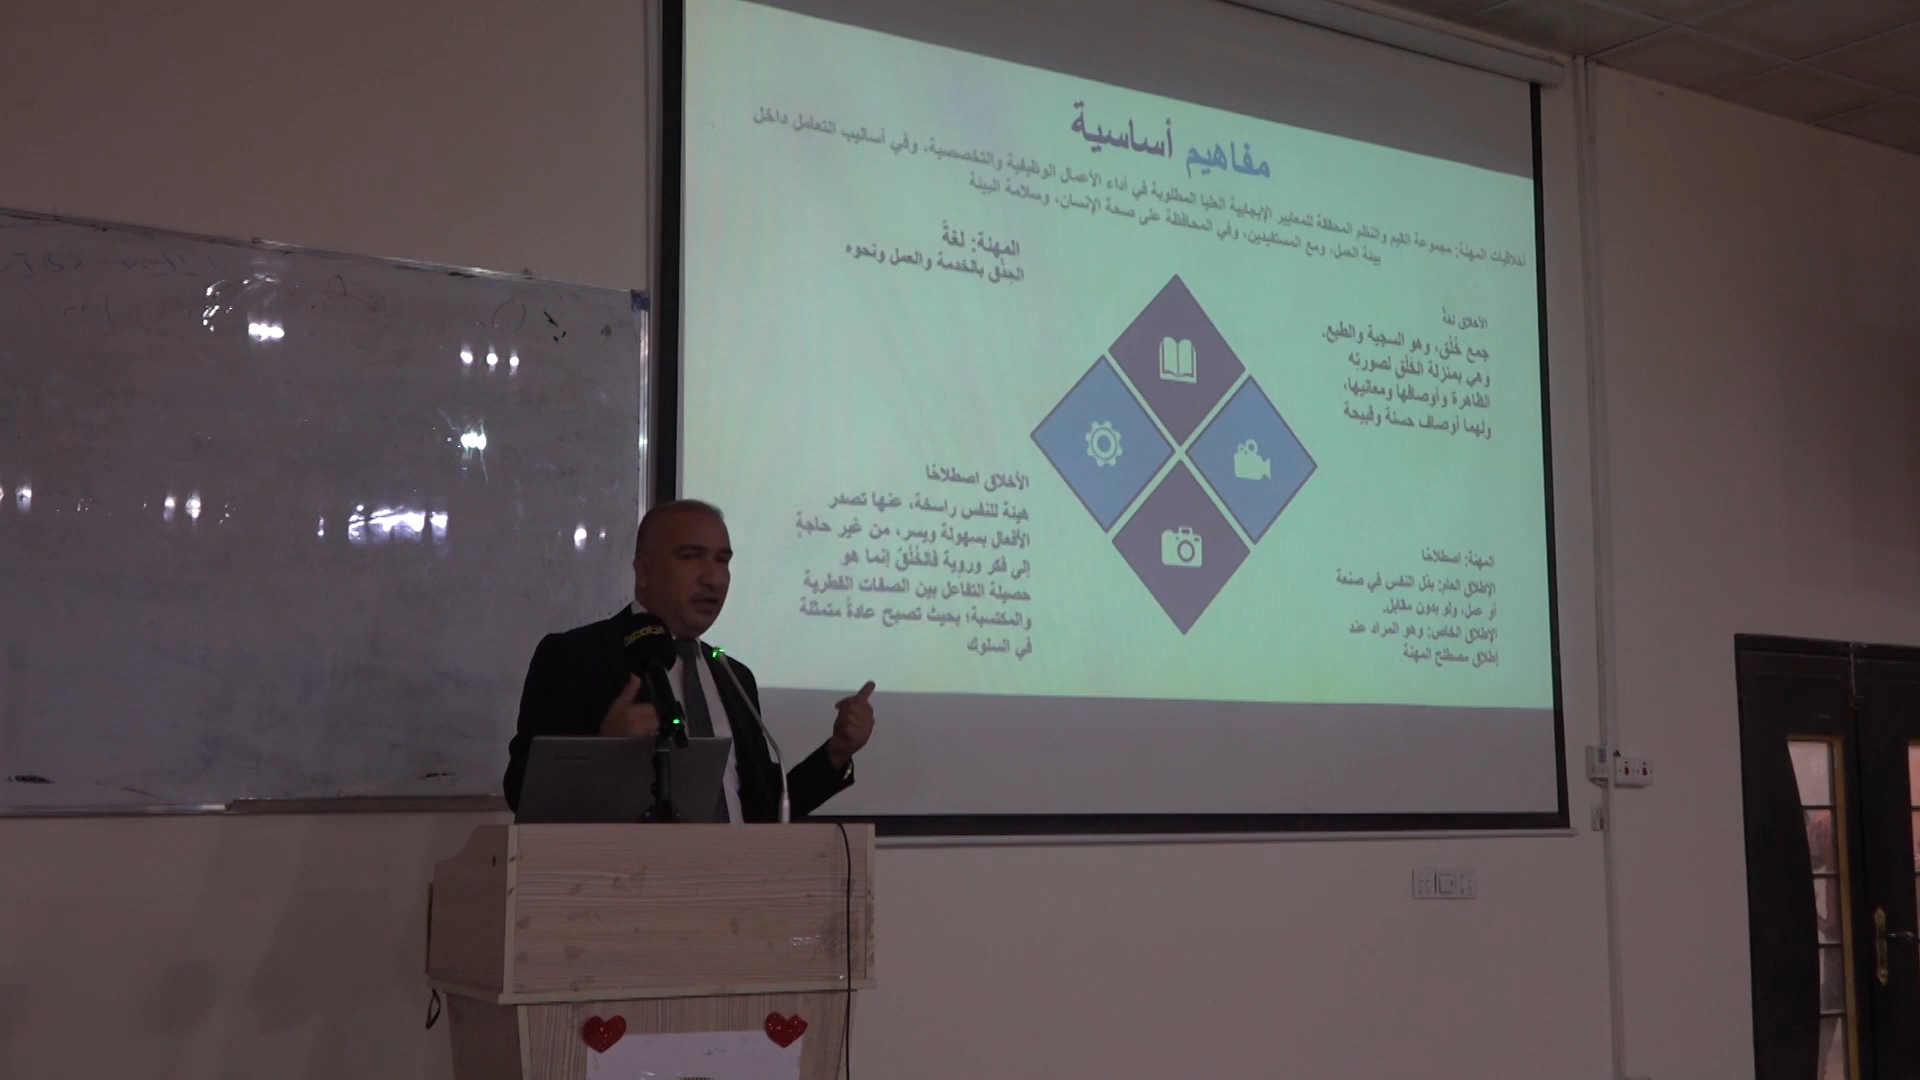 مفاهيم أساسية
أخلاقيات المهنة: مجموعة القيم والنظم المحققة للمعايير الإيجابية العليا المطلوبة في أداء الأعمال الوظيفية والتخصصية، وفي أساليب التعامل داخل
بيئة العمل، ومع المستفيدين، وفي المحافظة على صحة الإنسان، وسلامة البيئة
الأخلاق لغةً
جمع خُلُق، وهو السجية والطبع.
وهي بمنزلة الخَلْق لصورته
الظاهرة وأوصافها ومعانيها،
ولهما أوصاف حسنة وقبيحة
المهنة: لغةً
الحِذْق بالخدمة والعمل ونحوه
المهنة: اصطلاحًا
الإطلاق العام: بذْل النفس في صنعة
أو عمل، ولو بدون مقابل.
الإطلاق الخاص: وهو المراد عند
إطلاق مصطلح المهنة.
الأخلاق اصطلاحًا
هيئة للنفس راسخة، عنها تصدر
الأفعال بسهولة ويسر، من غير حاجةٍ
إلى فكر وروية فالخُلُقُ إنما هو
حصيلة التفاعل بين الصفات الفطرية
والمكتسبة؛ بحيث تصبح عادةً متمثلة
في السلوك